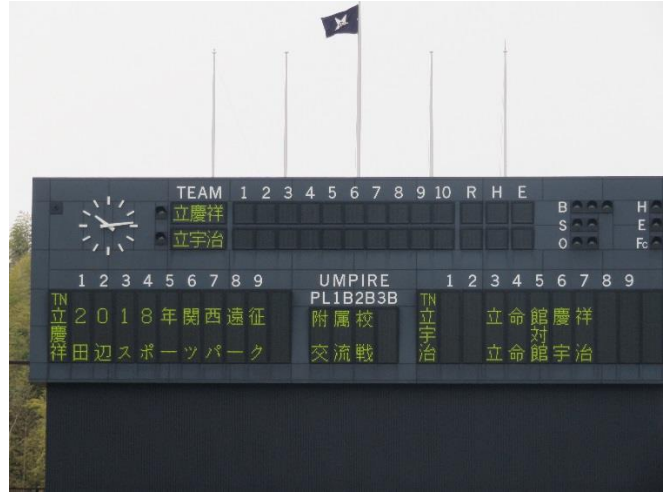 TEAM 1 2 3 4 5 6 7 8 9 10 R H E
立慶祥
立宇治
B H
S E
O Fc
1 2 3 4 5 6 7 8 9 UMPIRE 1 2 3 4 5 6 7 8 9
PL1B2B3B
TN
立慶祥
2018年関西遠征
田辺スポーツパーク
附属校
交流戦
TN
立宇治
立命館慶祥
対
立命館宇治